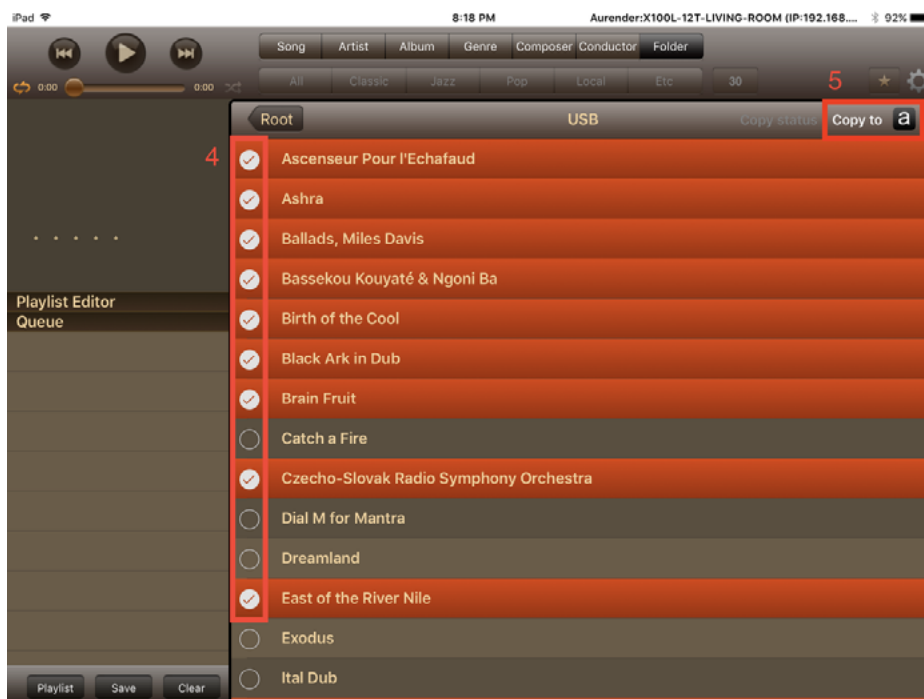 iPad 8:18 PM Aurender:X100L-12T-LIVING-ROOM (IP:192.168.... 92%
Song Artist Album Genre Composer Conductor Folder
0:00 0:00 All Classic Jazz Pop Local Etc 30 5
Root USB Copy status Copy to a
4 Ascenseur Pour l'Echafaud
Ashra
Ballads, Miles Davis
Bassekou Kouyaté & Ngoni Ba
Playlist Editor
Queue
Birth of the Cool
Black Ark in Dub
Brain Fruit
Catch a Fire
Czecho-Slovak Radio Symphony Orchestra
Dial M for Mantra
Dreamland
East of the River Nile
Exodus
Ital Dub
Playlist Save Clear